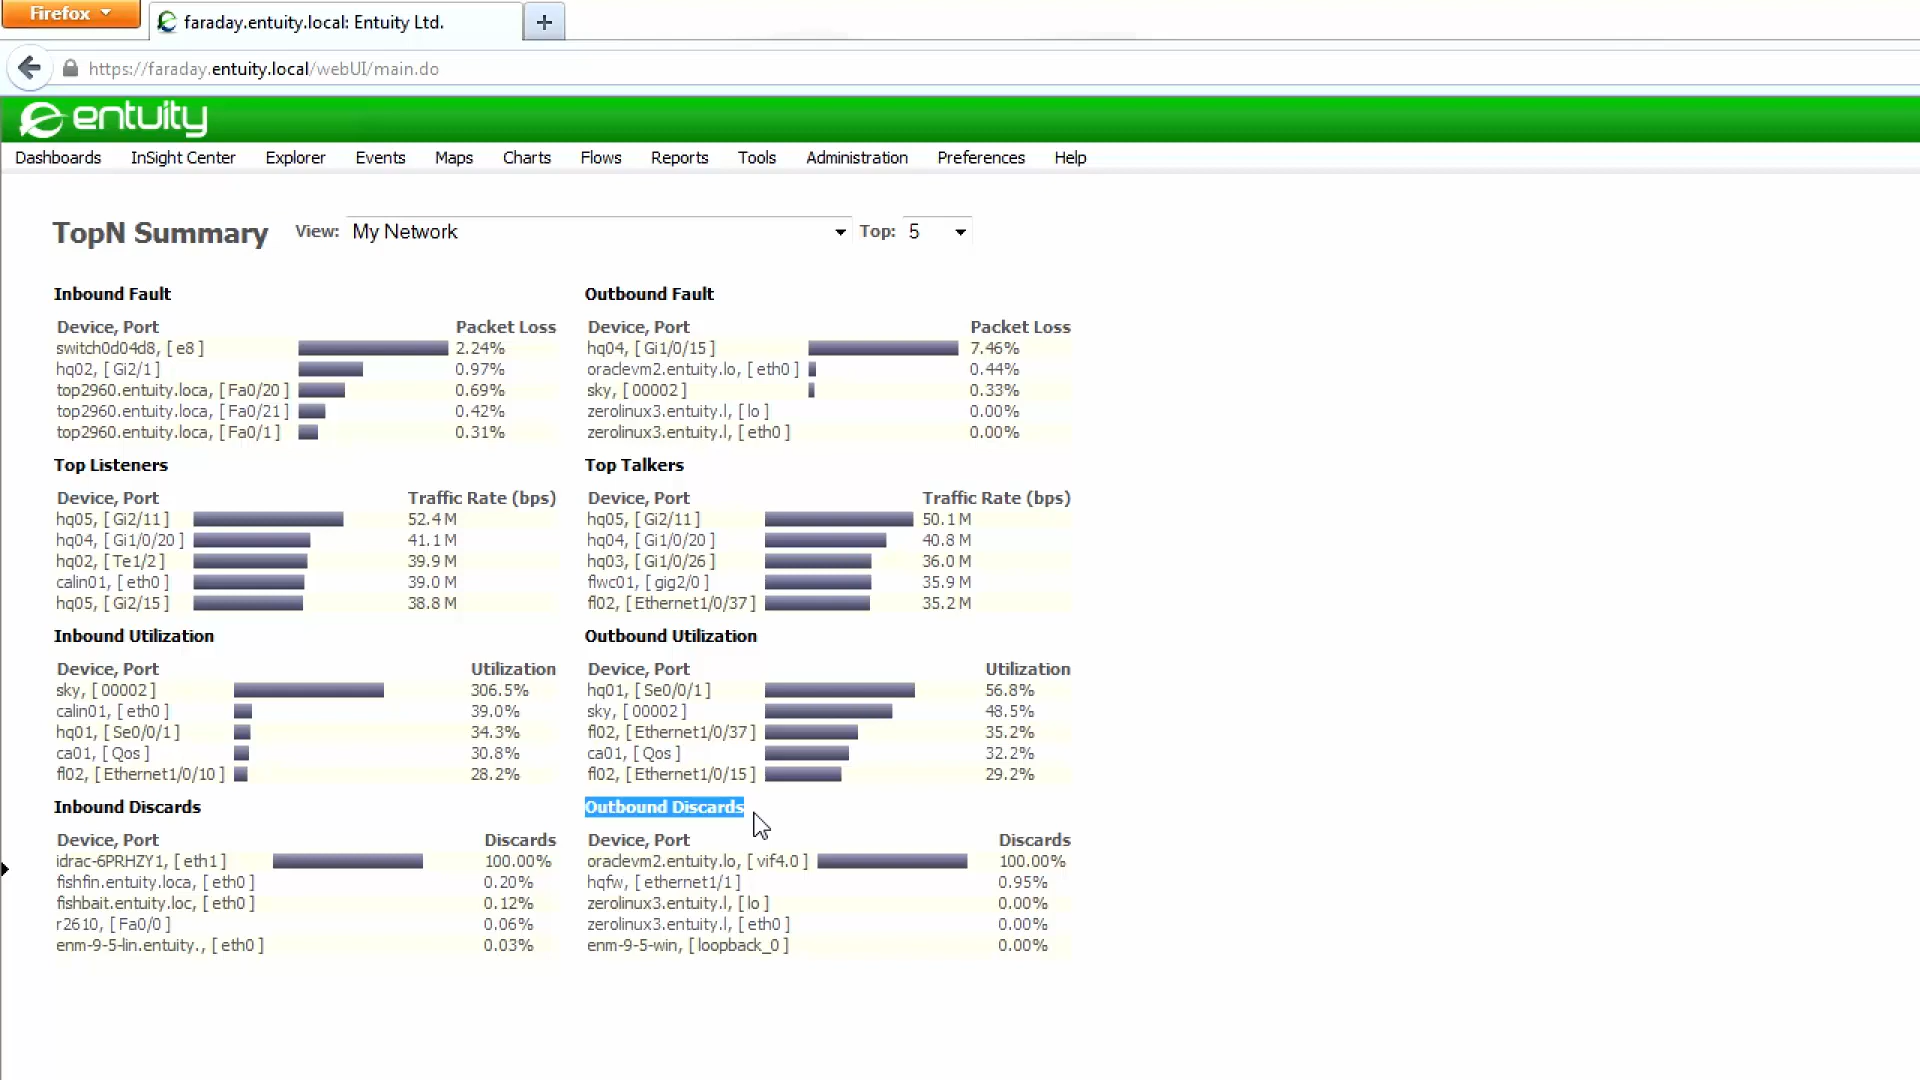 Firefox
faraday.entuity.local: Entuity Ltd.
+
https://faraday.entuity.local/webUI/main.do
entuity
Dashboards InSight Center Explorer Events Maps Charts Flows Reports Tools Administration Preferences Help
TopN Summary View: My Network Top: 5
Inbound Fault
Device, Port Packet Loss
switch0d04d8, [ e8 ] 2.24%
hq02, [ Gi2/1 ] 0.97%
top2960.entuity.loca, [ Fa0/20 ] 0.69%
top2960.entuity.loca, [ Fa0/21 ] 0.42%
top2960.entuity.loca, [ Fa0/1 ] 0.31%
Outbound Fault
Device, Port Packet Loss
hq04, [ Gi1/0/15 ] 7.46%
oraclevm2.entuity.lo, [ eth0 ] 0.44%
sky, [ 00002 ] 0.33%
zerolinux3.entuity.l, [ lo ] 0.00%
zerolinux3.entuity.l, [ eth0 ] 0.00%
Top Listeners
Device, Port Traffic Rate (bps)
hq05, [ Gi2/11 ] 52.4 M
hq04, [ Gi1/0/20 ] 41.1 M
hq02, [ Te1/2 ] 39.9 M
calin01, [ eth0 ] 39.0 M
hq05, [ Gi2/15 ] 38.8 M
Top Talkers
Device, Port Traffic Rate (bps)
hq05, [ Gi2/11 ] 50.1 M
hq04, [ Gi1/0/20 ] 40.8 M
hq03, [ Gi1/0/26 ] 36.0 M
flwc01, [ gig2/0 ] 35.9 M
fl02, [ Ethernet1/0/37 ] 35.2 M
Inbound Utilization
Device, Port Utilization
sky, [ 00002 ] 306.5%
calin01, [ eth0 ] 39.0%
hq01, [ Se0/0/1 ] 34.3%
ca01, [ Qos ] 30.8%
fl02, [ Ethernet1/0/10 ] 28.2%
Outbound Utilization
Device, Port Utilization
hq01, [ Se0/0/1 ] 56.8%
sky, [ 00002 ] 48.5%
fl02, [ Ethernet1/0/37 ] 35.2%
ca01, [ Qos ] 32.2%
fl02, [ Ethernet1/0/15 ] 29.2%
Inbound Discards
Device, Port Discards
idrac-6PRHZY1, [ eth1 ] 100.00%
fishfin.entuity.loca, [ eth0 ] 0.20%
fishbait.entuity.loc, [ eth0 ] 0.12%
r2610, [ Fa0/0 ] 0.06%
enm-9-5-lin.entuity., [ eth0 ] 0.03%
Outbound Discards
Device, Port Discards
oraclevm2.entuity.lo, [ vif4.0 ] 100.00%
hqfw, [ ethernet1/1 ] 0.95%
zerolinux3.entuity.l, [ lo ] 0.00%
zerolinux3.entuity.l, [ eth0 ] 0.00%
enm-9-5-win, [ loopback_0 ] 0.00%